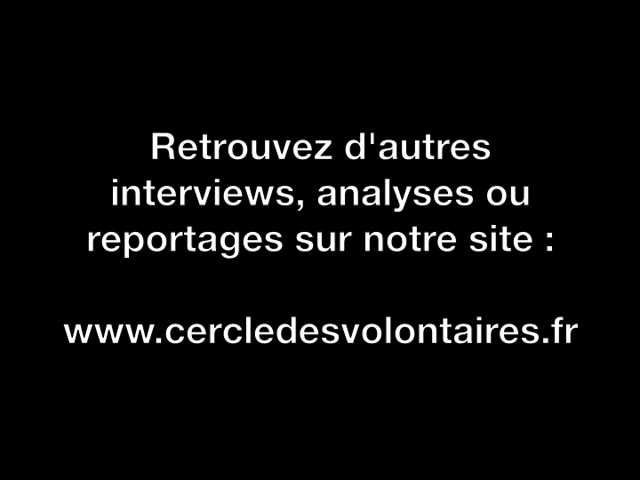 Retrouvez d'autres
interviews, analyses ou
reportages sur notre site :
www.cercledesvolontaires.fr